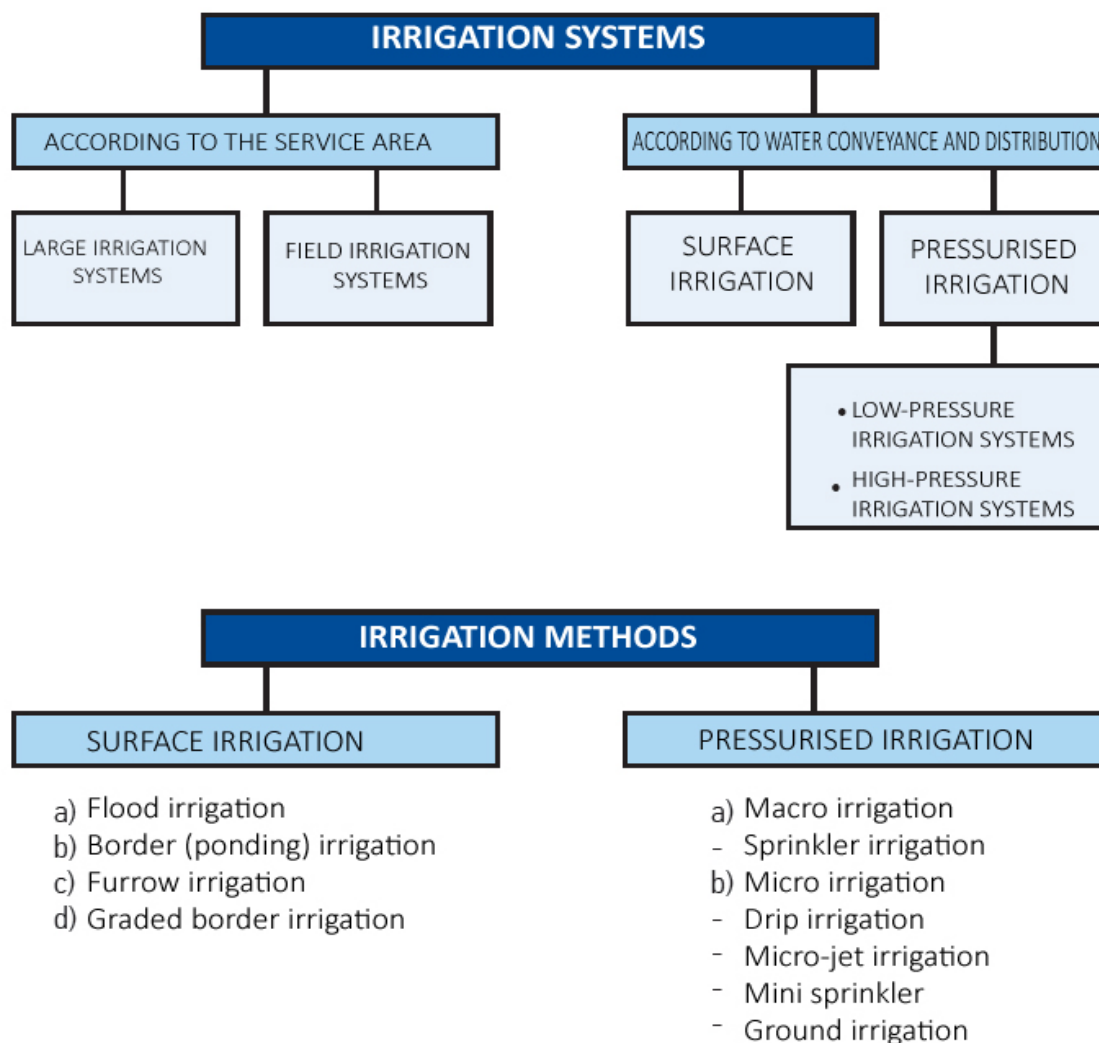 IRRIGATION SYSTEMS
ACCORDING TO THE SERVICE AREA
ACCORDING TO WATER CONVEYANCE AND DISTRIBUTION
LARGE IRRIGATION
SYSTEMS
FIELD IRRIGATION
SYSTEMS
SURFACE
IRRIGATION
PRESSURISED
IRRIGATION
• LOW-PRESSURE
IRRIGATION SYSTEMS
• HIGH-PRESSURE
IRRIGATION SYSTEMS
IRRIGATION METHODS
SURFACE IRRIGATION
a) Flood irrigation
b) Border (ponding) irrigation
c) Furrow irrigation
d) Graded border irrigation
PRESSURISED IRRIGATION
a) Macro irrigation
- Sprinkler irrigation
b) Micro irrigation
- Drip irrigation
- Micro-jet irrigation
- Mini sprinkler
- Ground irrigation